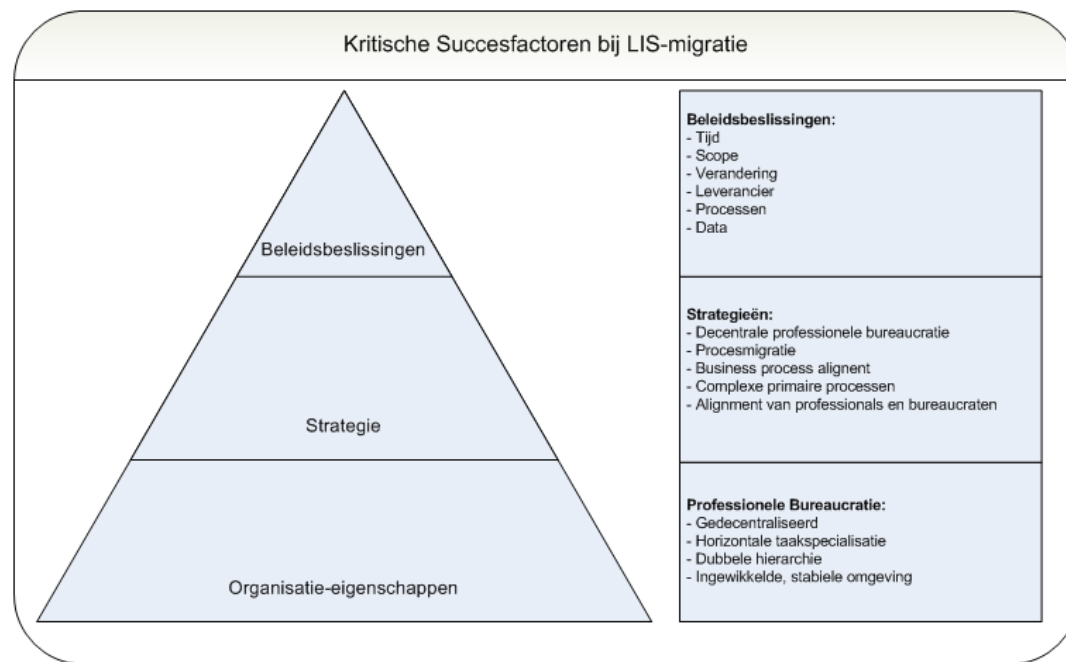 Kritische Succesfactoren bij LIS-migratie
Beleidsbeslissingen
Strategie
Organisatie-eigenschappen
Beleidsbeslissingen:
- Tijd
- Scope
- Verandering
- Leverancier
- Processen
- Data
Strategieën:
- Decentrale professionele bureaucratie
- Procesmigratie
- Business process alignent
- Complexe primaire processen
- Alignment van professionals en bureaucraten
Professionele Bureaucratie:
- Gedecentraliseerd
- Horizontale taakspecialisatie
- Dubbele hierarchie
- Ingewikkelde, stabiele omgeving